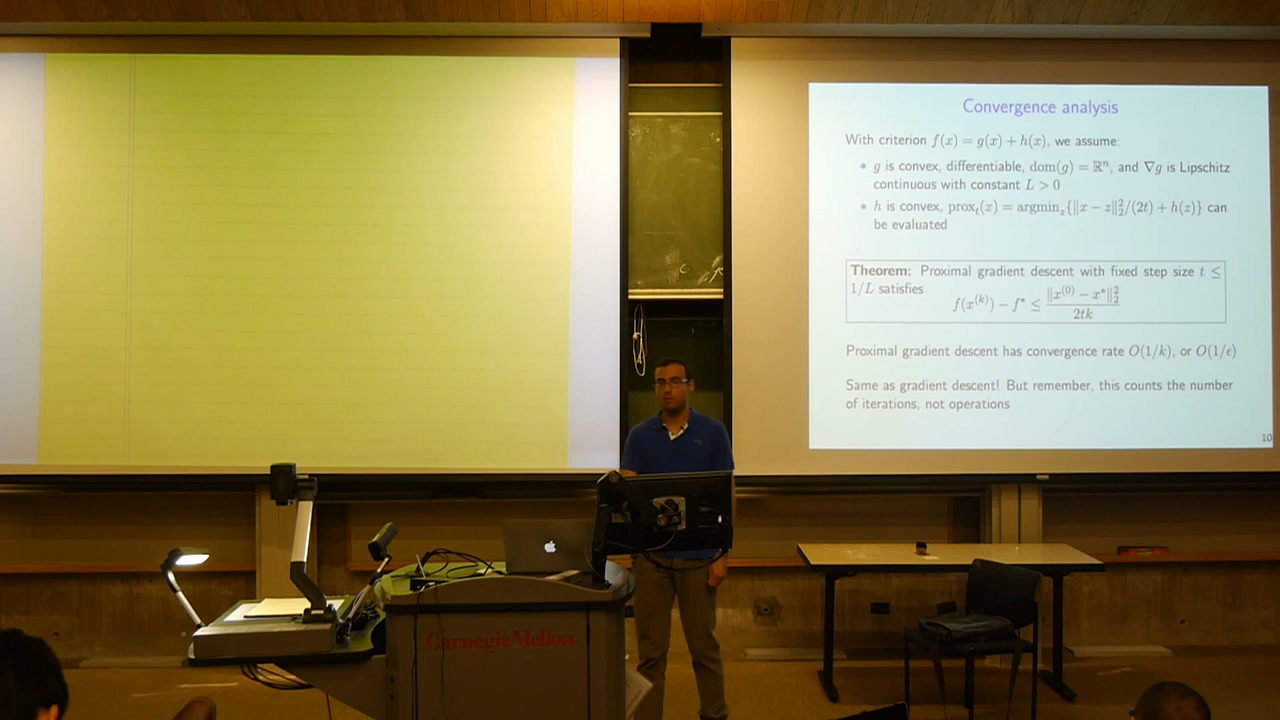 Convergence analysis
With criterion f(x) = g(x) + h(x), we assume:
• g is convex, differentiable, dom(g) = ℝⁿ, and ∇g is Lipschitz
continuous with constant L > 0
• h is convex, proxₜ(x) = argmin_z{‖x − z‖₂²/(2t) + h(z)} can
be evaluated
Theorem: Proximal gradient descent with fixed step size t ≤
1/L satisfies
f(x⁽ᵏ⁾) − f* ≤ ‖x⁽⁰⁾ − x*‖₂² / 2tk
Proximal gradient descent has convergence rate O(1/k), or O(1/ϵ)
Same as gradient descent! But remember, this counts the number
of iterations, not operations
10
Carnegie Mellon